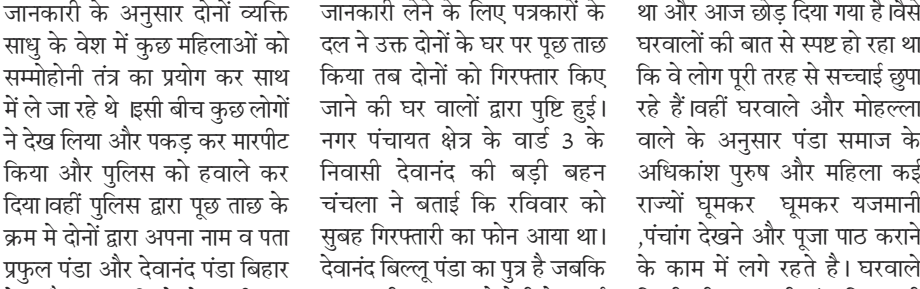 जानकारी के अनुसार दोनों व्यक्ति
साधु के वेश में कुछ महिलाओं को
सम्मोहोनी तंत्र का प्रयोग कर साथ
में ले जा रहे थे ।इसी बीच कुछ लोगों
ने देख लिया और पकड़ कर मारपीट
किया और पुलिस को हवाले कर
दिया।वहीं पुलिस द्वारा पूछ ताछ के
क्रम मे दोनों द्वारा अपना नाम व पता
प्रफुल पंडा और देवानंद पंडा बिहार
जानकारी लेने के लिए पत्रकारों के
दल ने उक्त दोनों के घर पर पूछ ताछ
किया तब दोनों को गिरफ्तार किए
जाने की घर वालों द्वारा पुष्टि हुई।
नगर पंचायत क्षेत्र के वार्ड 3 के
निवासी देवानंद की बड़ी बहन
चंचला ने बताई कि रविवार को
सुबह गिरफ्तारी का फोन आया था।
देवानंद बिल्लू पंडा का पुत्र है जबकि
था और आज छोड़ दिया गया है।वैसे
घरवालों की बात से स्पष्ट हो रहा था
कि वे लोग पूरी तरह से सच्चाई छुपा
रहे हैं।वहीं घरवाले और मोहल्ला
वाले के अनुसार पंडा समाज के
अधिकांश पुरुष और महिला कई
राज्यों घूमकर घूमकर यजमानी
,पंचांग देखने और पूजा पाठ कराने
के काम में लगे रहते है। घरवाले